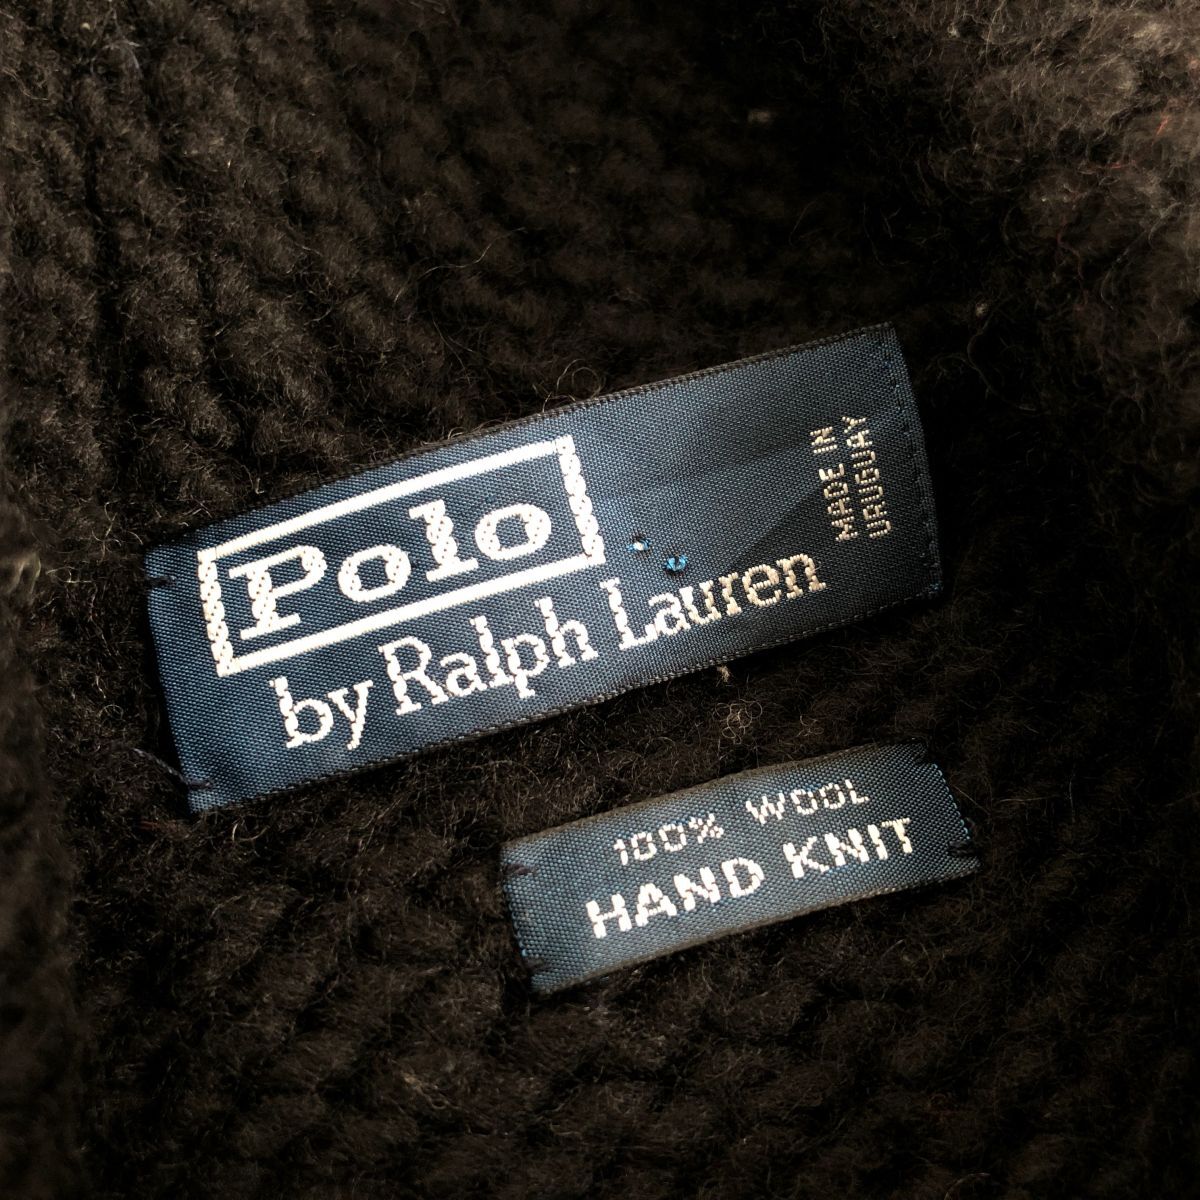 Polo
by Ralph Lauren
MADE IN
URUGUAY
100% WOOL
HAND KNIT